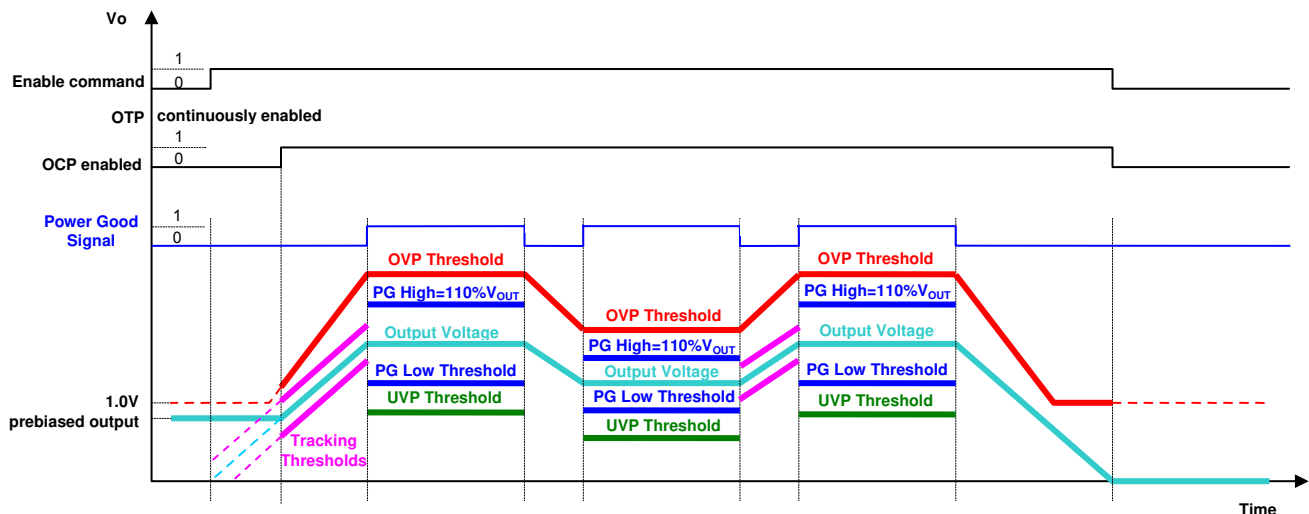 Vo
1
Enable command
0
OTP continuously enabled
1
OCP enabled
0
Power Good
Signal
1
0
OVP Threshold
OVP Threshold
PG High=110%VOUT
PG High=110%VOUT
OVP Threshold
Output Voltage
Output Voltage
PG High=110%VOUT
PG Low Threshold
Output Voltage
PG Low Threshold
1.0V
UVP Threshold
PG Low Threshold
UVP Threshold
prebiased output
UVP Threshold
Tracking
Thresholds
Time